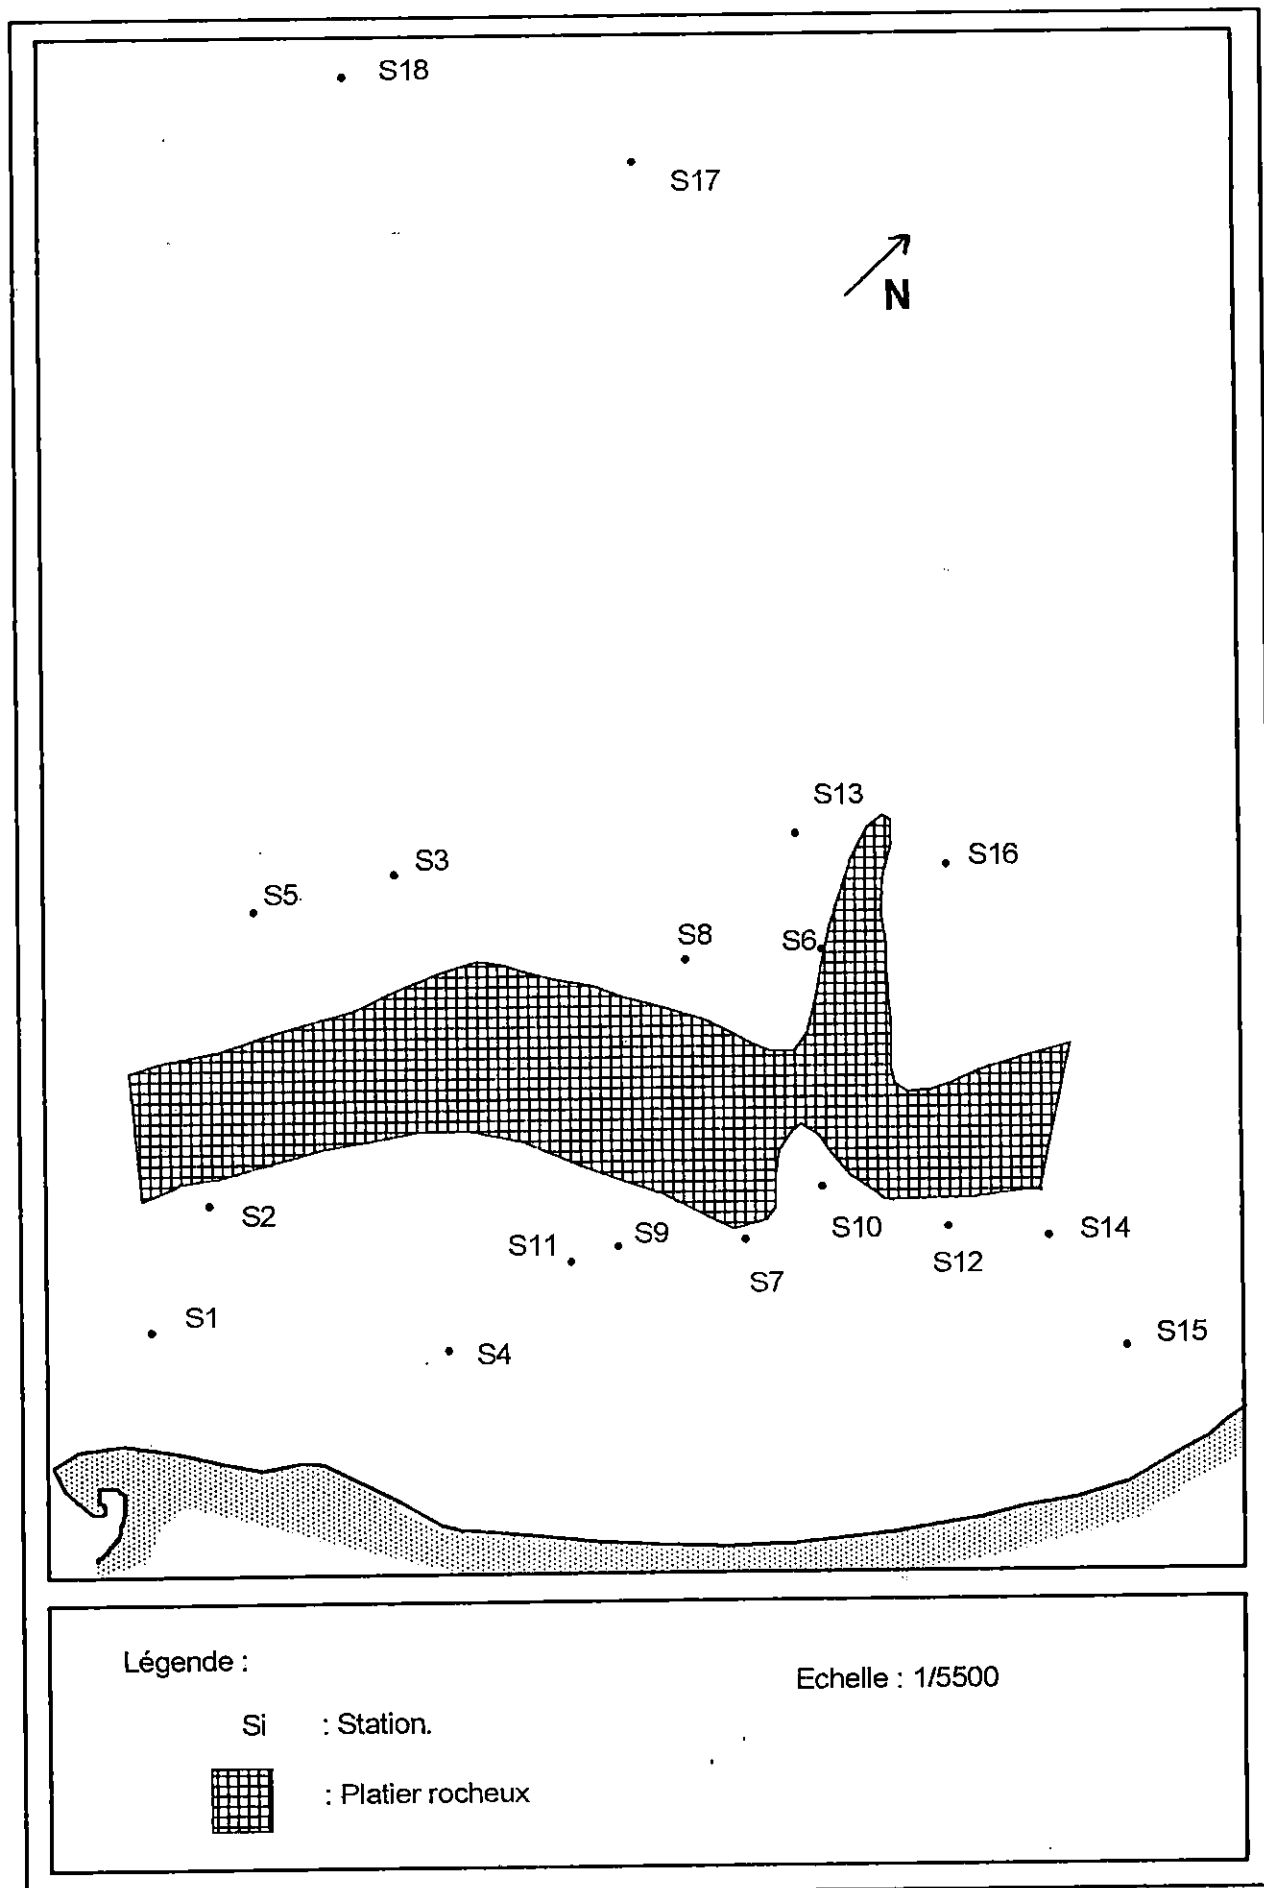 S18
S17
N
S13
S3
S16
S5
S8
S6
S2
S11
S9
S10
S14
S7
S12
S1
S4
S15
Légende :
Echelle : 1/5500
Si : Station.
: Platier rocheux